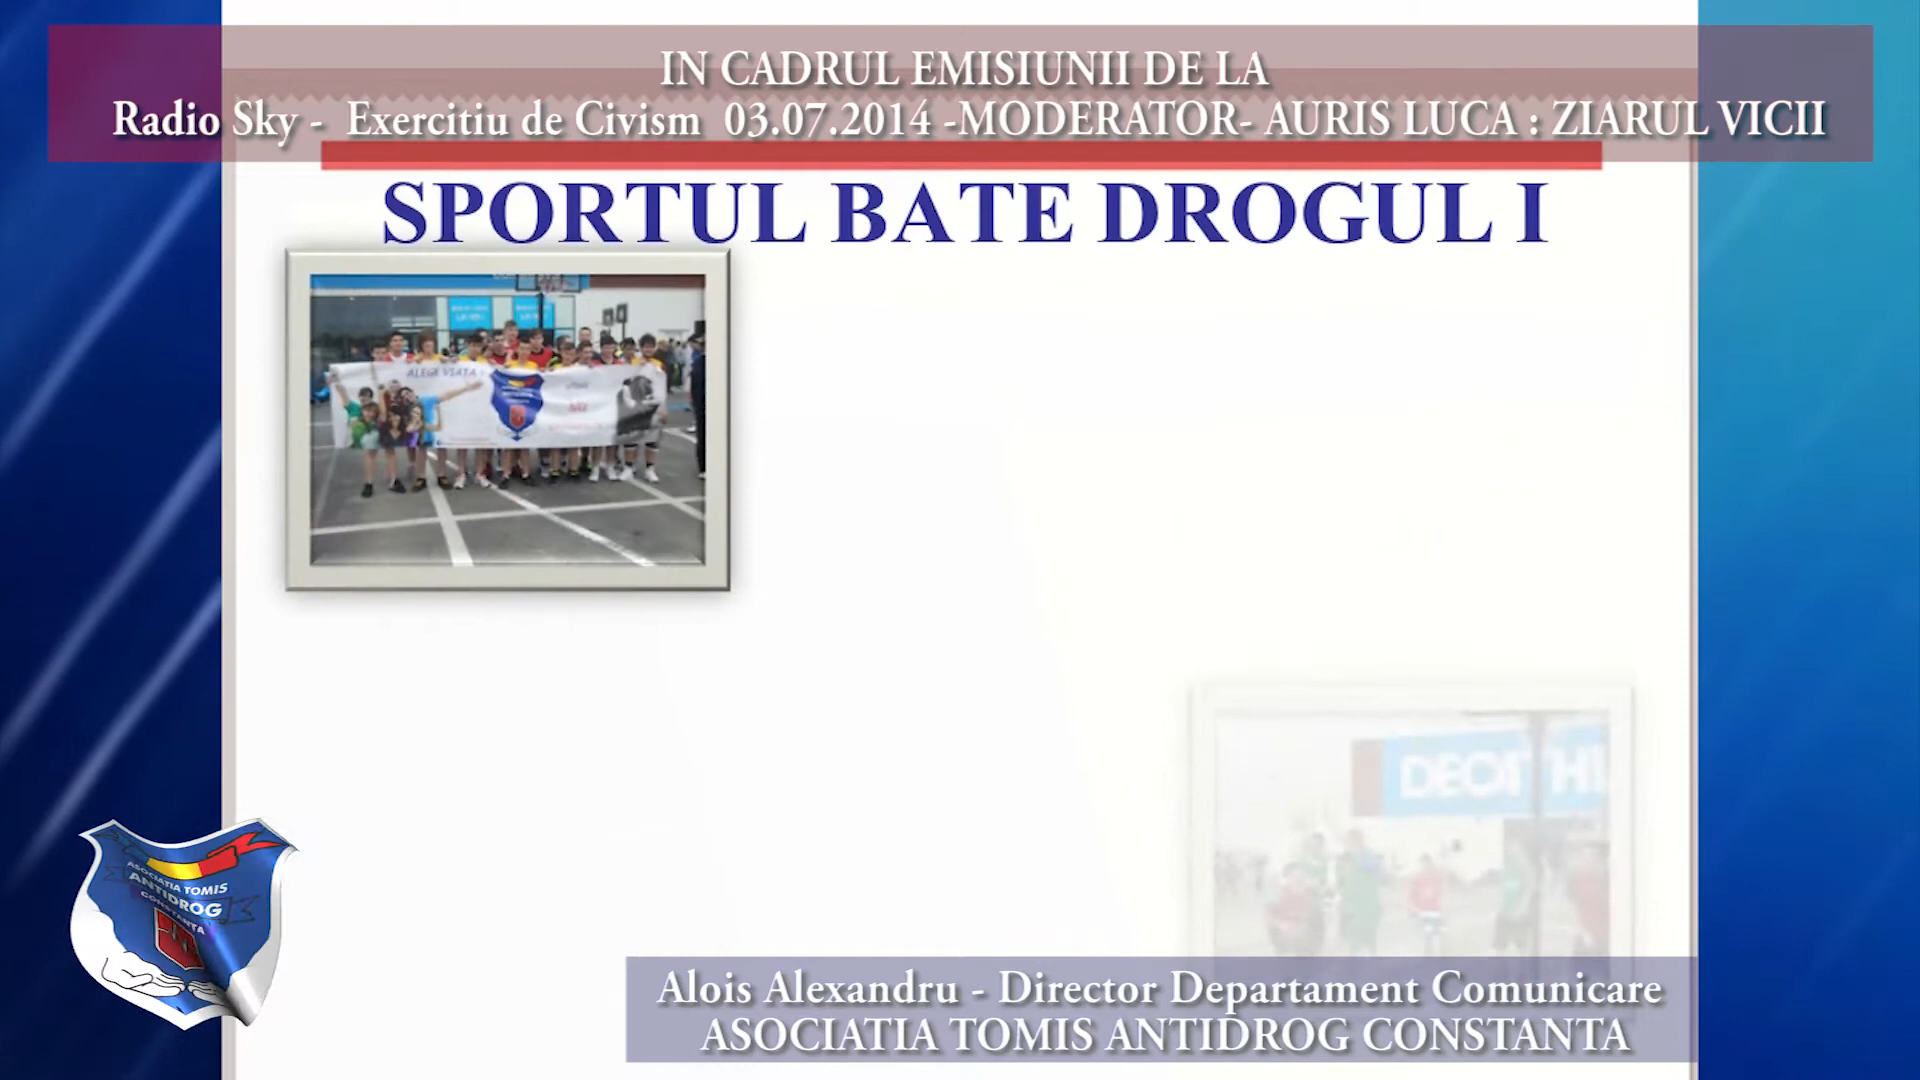 IN CADRUL EMISIUNII DE LA
Radio Sky - Exercitiu de Civism 03.07.2014 -MODERATOR- AURIS LUCA : ZIARUL VICII
SPORTUL BATE DROGUL I
ALEGE VIATA
ASOCIATIA TOMIS
ANTIDROG
CONSTANTA
Alois Alexandru - Director Departament Comunicare
ASOCIATIA TOMIS ANTIDROG CONSTANTA